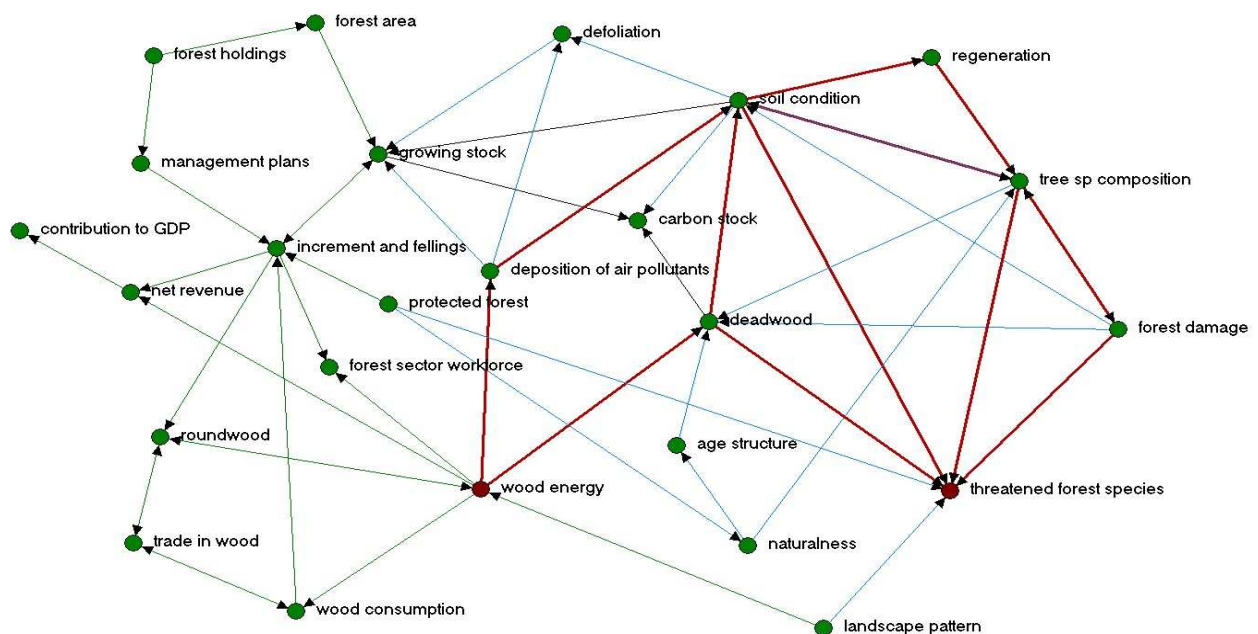 forest area
forest holdings
defoliation
regeneration
soil condition
management plans
growing stock
tree sp composition
contribution to GDP
carbon stock
increment and fellings
deposition of air pollutants
net revenue
protected forest
deadwood
forest damage
forest sector workforce
roundwood
age structure
wood energy
threatened forest species
trade in wood
naturalness
wood consumption
landscape pattern